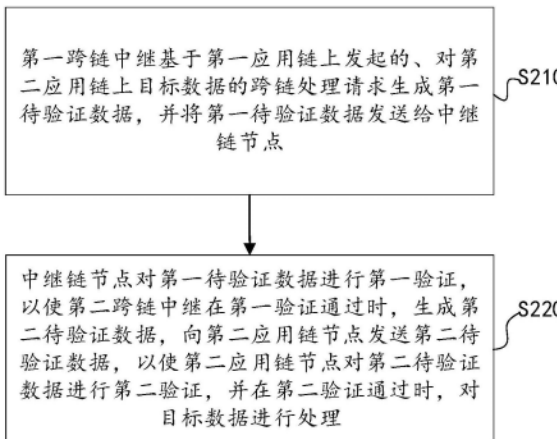 第一跨链中继基于第一应用链上发起的、对第
二应用链上目标数据的跨链处理请求生成第一
待验证数据，并将第一待验证数据发送给中继
链节点
S210
中继链节点对第一待验证数据进行第一验证，
以使第二跨链中继在第一验证通过时，生成第
二待验证数据，向第二应用链节点发送第二待
验证数据，以使第二应用链节点对第二待验证
数据进行第二验证，并在第二验证通过时，对
目标数据进行处理
S220